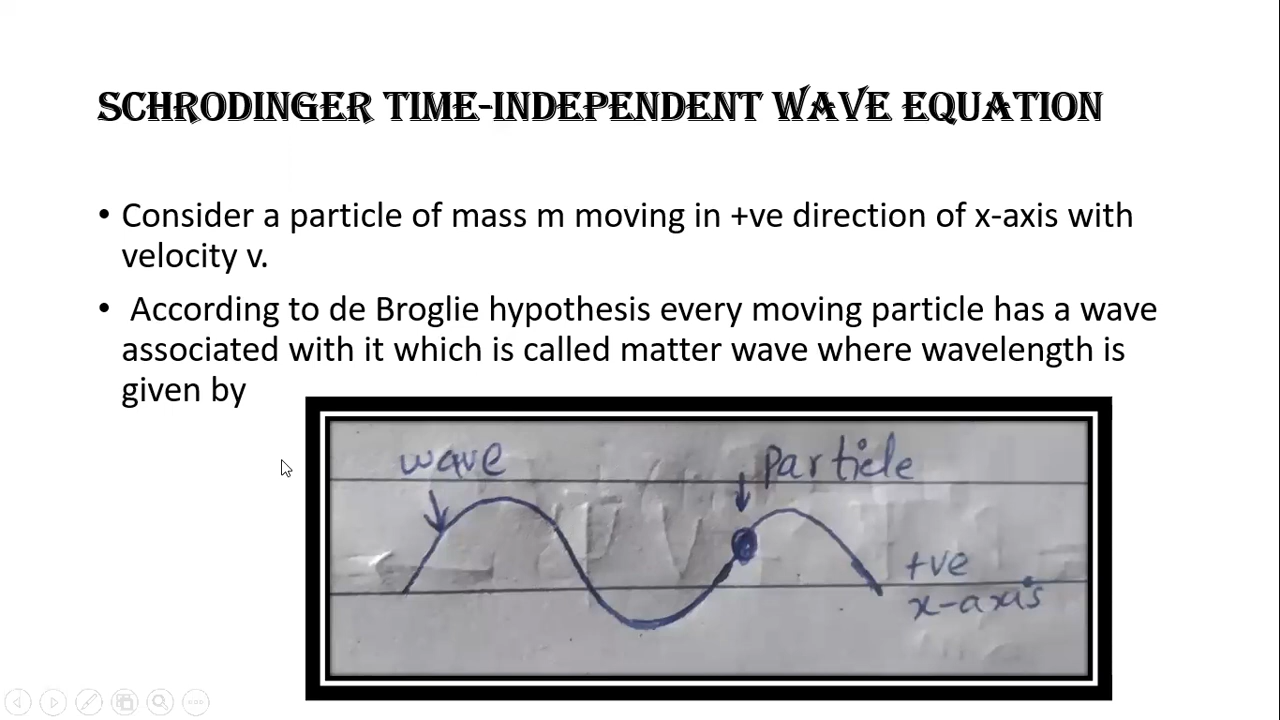 SCHRODINGER TIME-INDEPENDENT WAVE EQUATION
• Consider a particle of mass m moving in +ve direction of x-axis with
velocity v.
• According to de Broglie hypothesis every moving particle has a wave
associated with it which is called matter wave where wavelength is
given by
wave
particle
+ve
x-axis